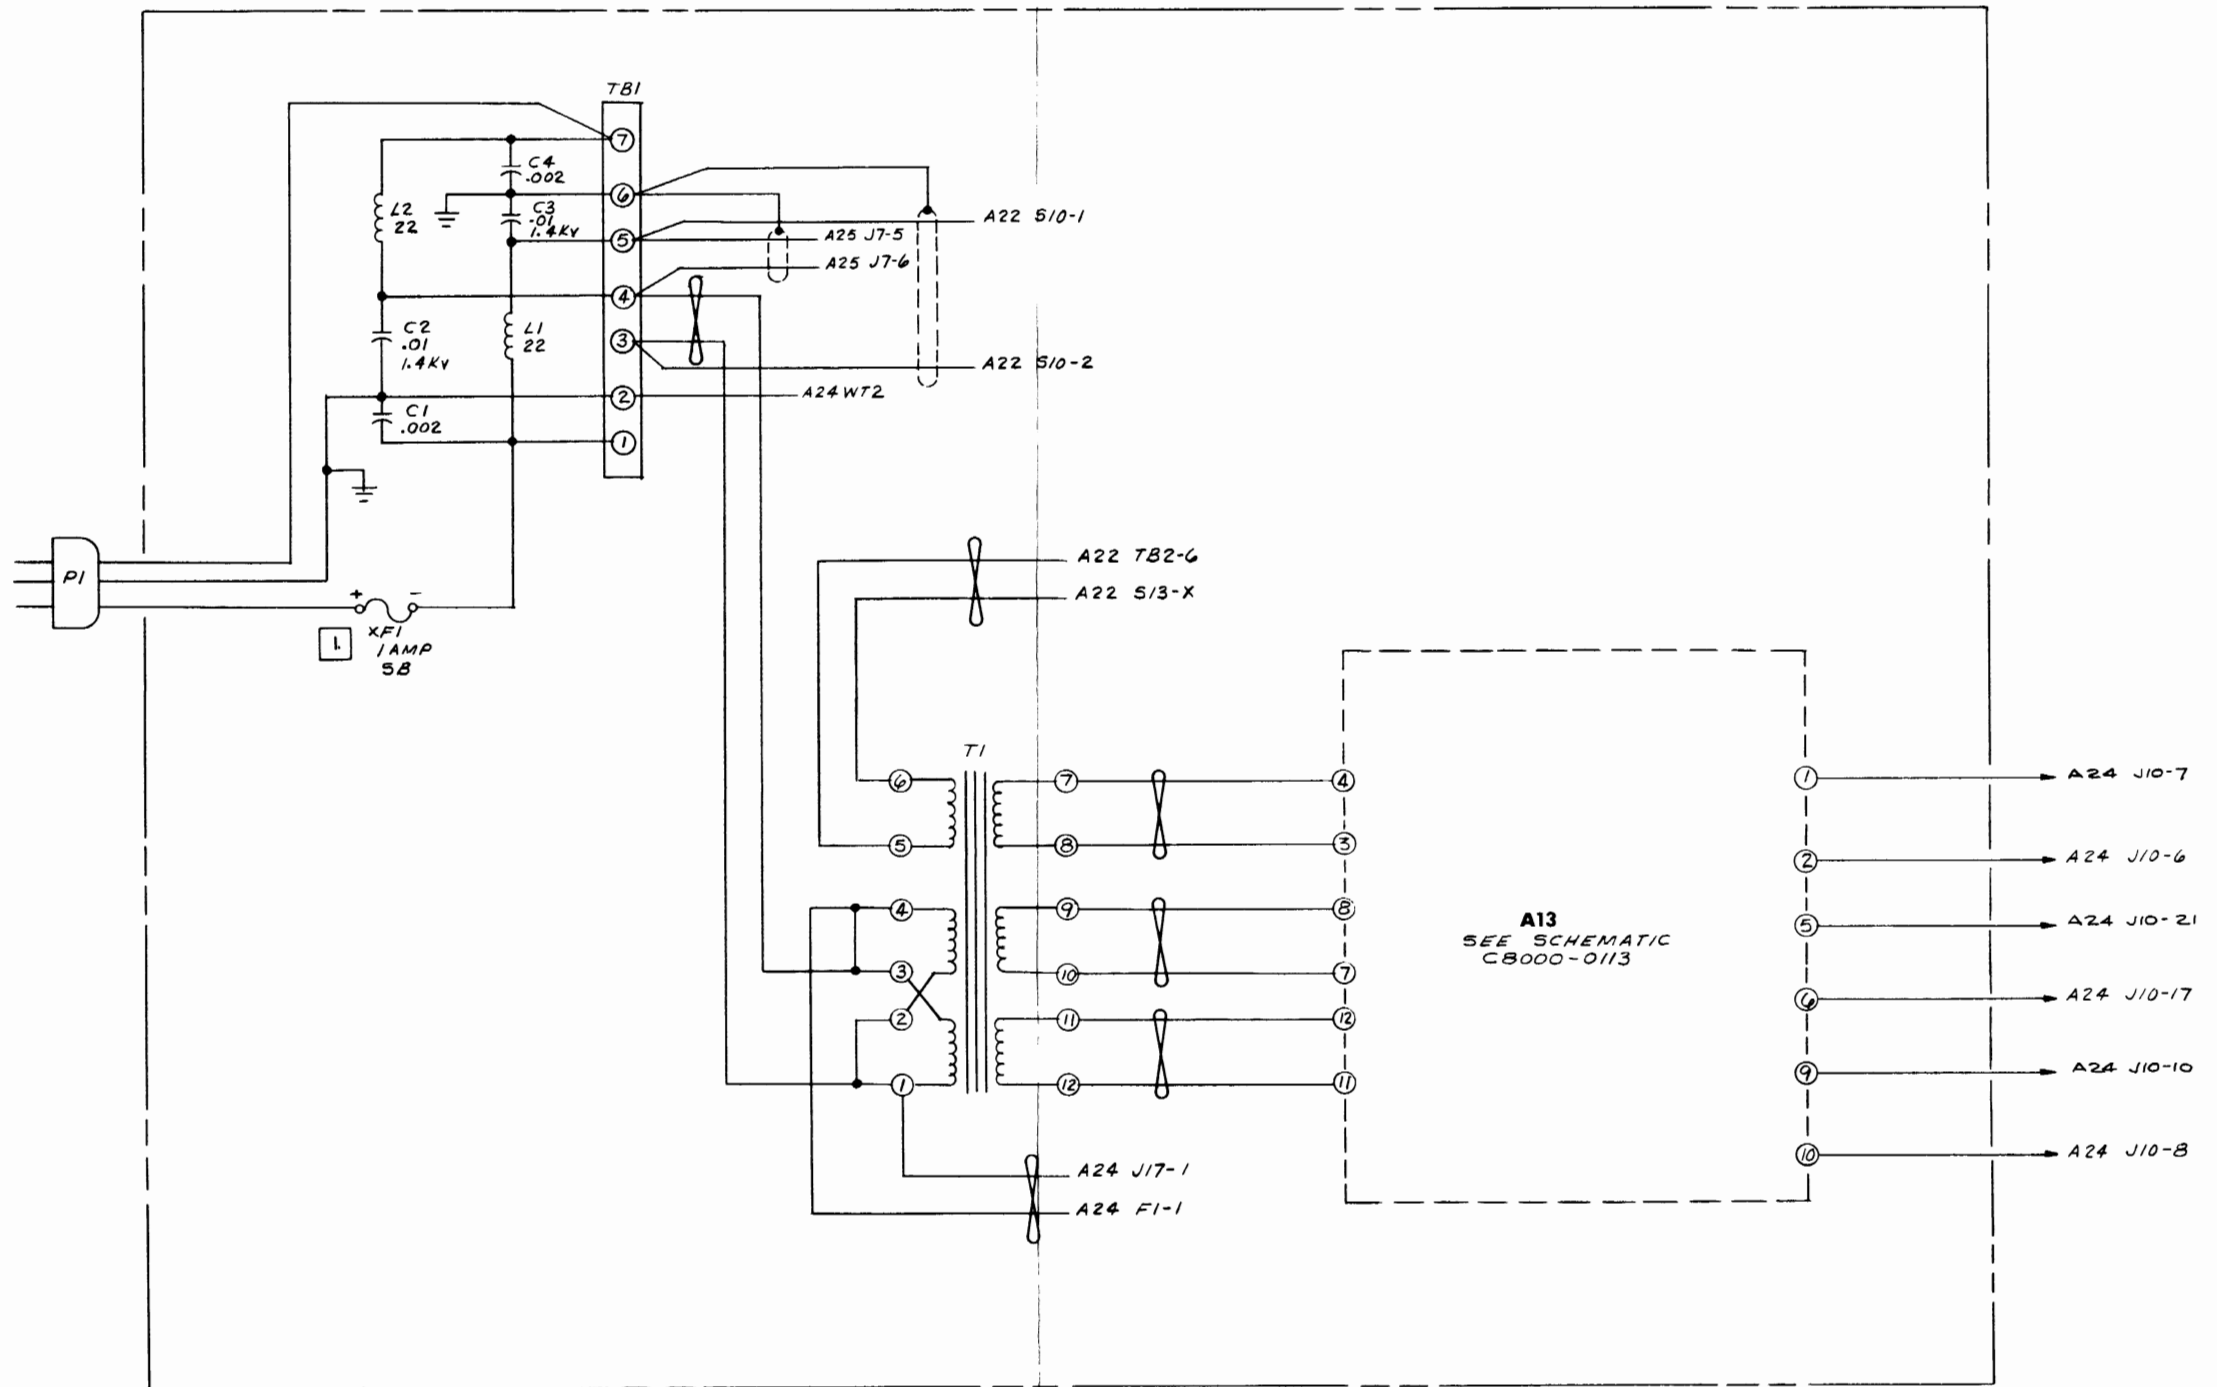 TB1
7
C4
.002
6
L2
22
C3
.01
1.4KV
A22 S10-1
5
A25 J7-5
A25 J7-6
4
C2
.01
1.4KV
L1
22
3
A22 S10-2
2
A24 WT2
C1
.002
1
P1
+ -
1.
XF1
1AMP
SB
A22 TB2-6
A22 S13-X
T1
6
5
4
3
2
1
7
8
9
10
11
12
A24 J17-1
A24 F1-1
4
3
8
7
12
11
A13
SEE SCHEMATIC
C8000-0113
1
A24 J10-7
2
A24 J10-6
5
A24 J10-21
6
A24 J10-17
9
A24 J10-10
10
A24 J10-8